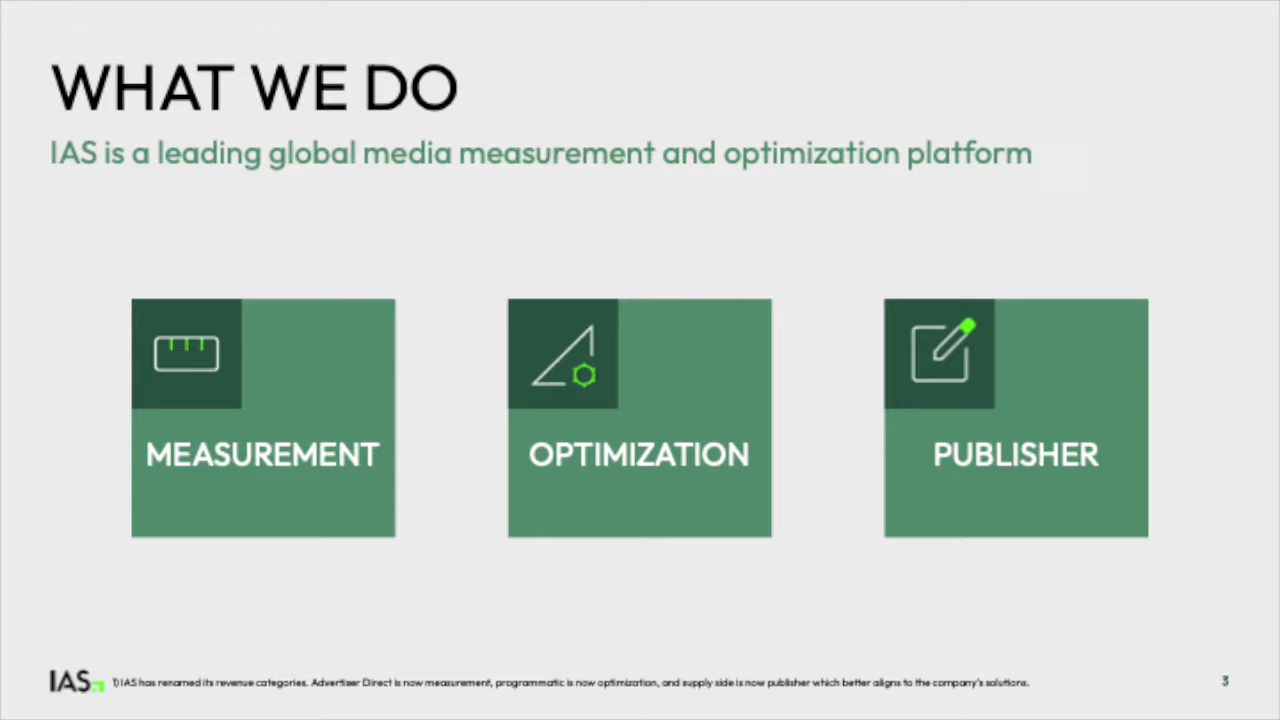 WHAT WE DO
IAS is a leading global media measurement and optimization platform
MEASUREMENT
OPTIMIZATION
PUBLISHER
IAS
1) IAS has renamed its revenue categories. Advertiser Direct is now measurement, programmatic is now optimization, and supply side is now publisher which better aligns to the company's solutions.
3